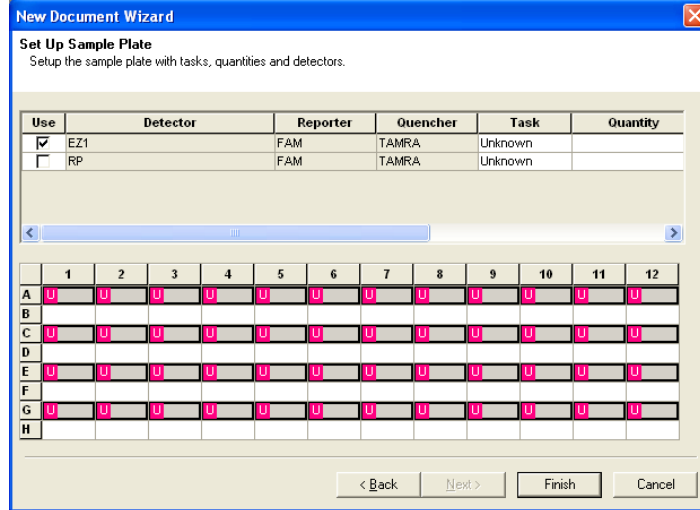 New Document Wizard
Set Up Sample Plate
Setup the sample plate with tasks, quantities and detectors.
Use Detector Reporter Quencher Task Quantity
EZ1 FAM TAMRA Unknown
RP FAM TAMRA Unknown
1 2 3 4 5 6 7 8 9 10 11 12
A U U U U U U U U U U U U
B
C U U U U U U U U U U U U
D
E U U U U U U U U U U U U
F
G U U U U U U U U U U U U
H
< Back Next > Finish Cancel